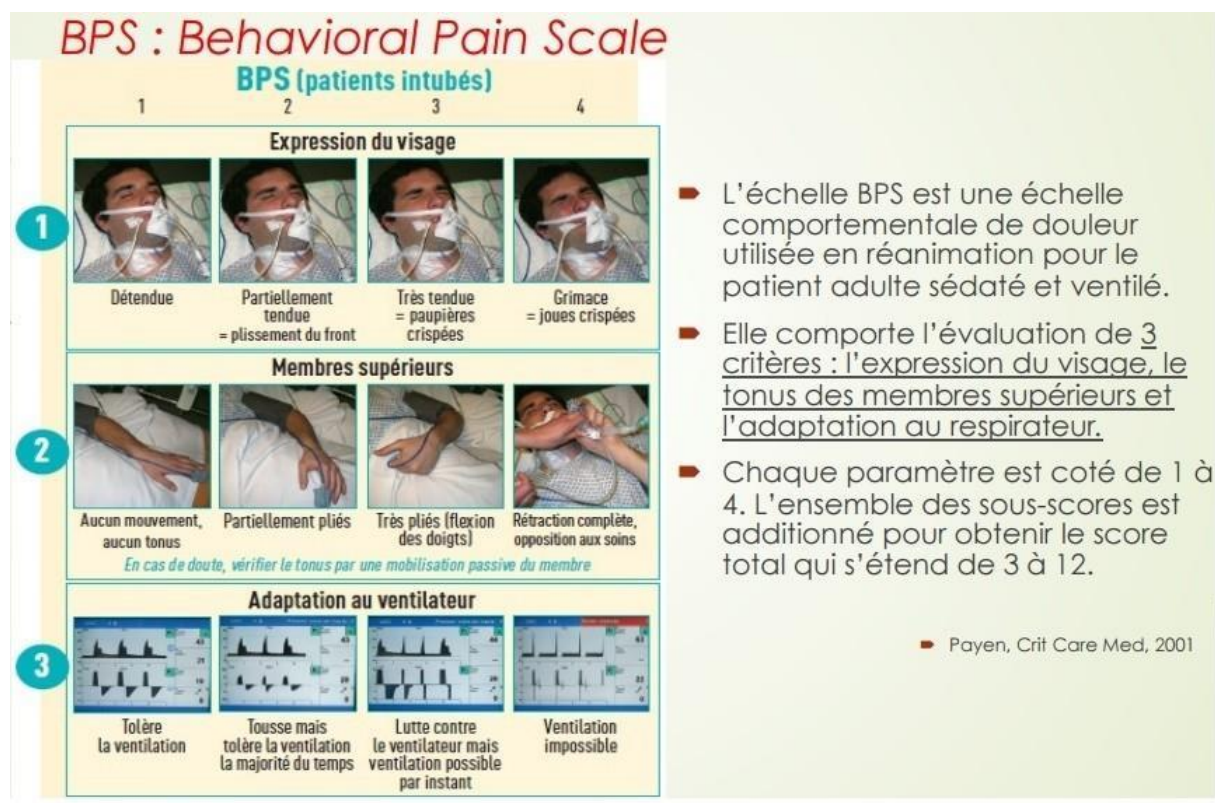 BPS : Behavioral Pain Scale
BPS (patients intubés)
1 2 3 4
1
Expression du visage
Détendue
Partiellement
tendue
= plissement du front
Très tendue
= paupières
crispées
Grimace
= joues crispées
2
Membres supérieurs
Aucun mouvement,
aucun tonus
Partiellement pliés
Très pliés (flexion
des doigts)
Rétraction complète,
opposition aux soins
En cas de doute, vérifier le tonus par une mobilisation passive du membre
3
Adaptation au ventilateur
Tolère
la ventilation
Tousse mais
tolère la ventilation
la majorité du temps
Lutte contre
le ventilateur mais
ventilation possible
par instant
Ventilation
impossible
L’échelle BPS est une échelle
comportementale de douleur
utilisée en réanimation pour le
patient adulte sédaté et ventilé.
Elle comporte l’évaluation de 3
critères : l’expression du visage, le
tonus des membres supérieurs et
l’adaptation au respirateur.
Chaque paramètre est coté de 1 à
4. L’ensemble des sous-scores est
additionné pour obtenir le score
total qui s’étend de 3 à 12.
Payen, Crit Care Med, 2001